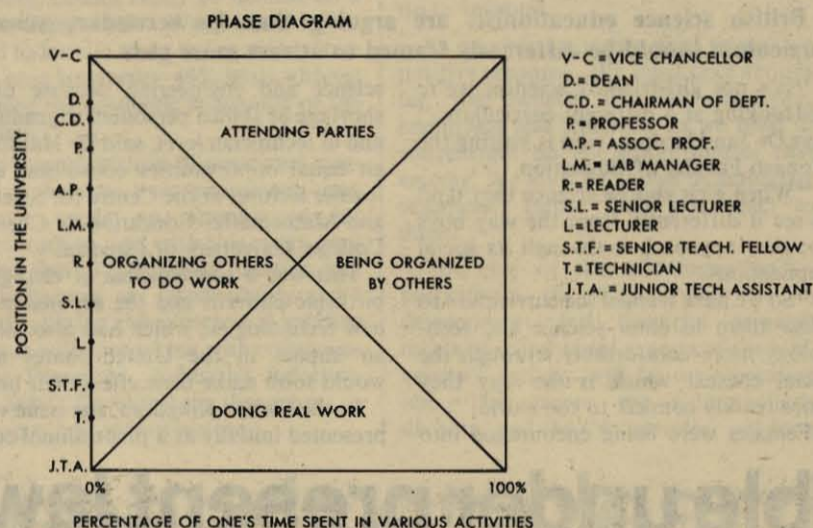 PHASE DIAGRAM
POSITION IN THE UNIVERSITY
V-C
D.
C.D.
P.
A.P.
L.M.
R.
S.L.
L.
S.T.F.
T.
J.T.A.
ATTENDING PARTIES
ORGANIZING OTHERS
TO DO WORK
BEING ORGANIZED
BY OTHERS
DOING REAL WORK
0%
100%
PERCENTAGE OF ONE'S TIME SPENT IN VARIOUS ACTIVITIES
V-C = VICE CHANCELLOR
D. = DEAN
C.D. = CHAIRMAN OF DEPT.
P. = PROFESSOR
A.P. = ASSOC. PROF.
L.M. = LAB MANAGER
R. = READER
S.L. = SENIOR LECTURER
L. = LECTURER
S.T.F. = SENIOR TEACH. FELLOW
T. = TECHNICIAN
J.T.A. = JUNIOR TECH. ASSISTANT